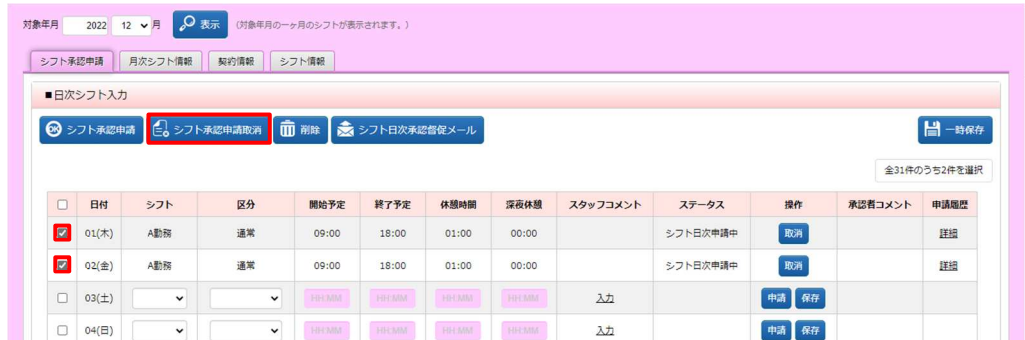 対象年月 2022 12 月 表示 (対象年月の一ヶ月のシフトが表示されます。)
シフト承認申請 月次シフト情報 契約情報 シフト情報
■日次シフト入力
OK シフト承認申請 シフト承認申請取消 削除 シフト日次承認督促メール 一時保存
全31件のうち2件を選択
日付 シフト 区分 開始予定 終了予定 休憩時間 深夜休憩 スタッフコメント ステータス 操作 承認者コメント 申請履歴
01(木) A勤務 通常 09:00 18:00 01:00 00:00 シフト日次申請中 取消 詳細
02(金) A勤務 通常 09:00 18:00 01:00 00:00 シフト日次申請中 取消 詳細
03(土) HH:MM HH:MM HH:MM HH:MM 入力 申請 保存
04(日) HH:MM HH:MM HH:MM HH:MM 入力 申請 保存